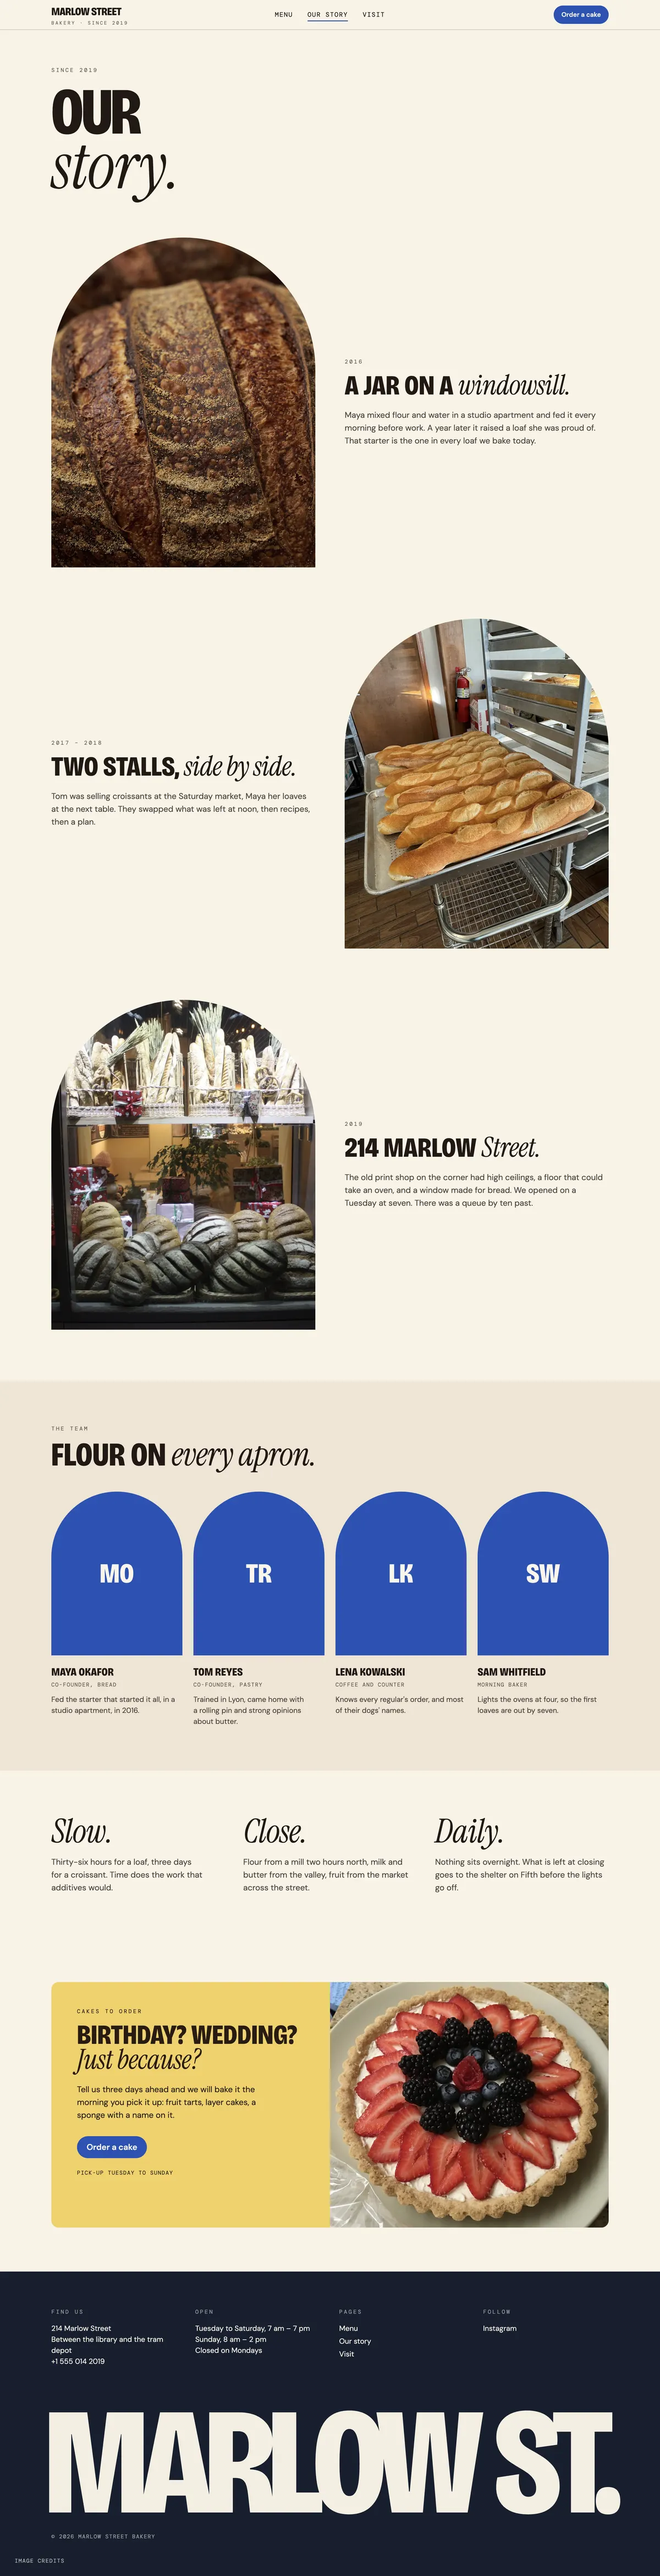 MARLOW STREET
BAKERY · SINCE 2019
MENU
OUR STORY
VISIT
Order a cake
SINCE 2019
OUR
story.
2016
A JAR ON A windowsill.
Maya mixed flour and water in a studio apartment and fed it every
morning before work. A year later it raised a loaf she was proud of.
That starter is the one in every loaf we bake today.
2017 – 2018
TWO STALLS, side by side.
Tom was selling croissants at the Saturday market, Maya her loaves
at the next table. They swapped what was left at noon, then recipes,
then a plan.
2019
214 MARLOW Street.
The old print shop on the corner had high ceilings, a floor that could
take an oven, and a window made for bread. We opened on a
Tuesday at seven. There was a queue by ten past.
THE TEAM
FLOUR ON every apron.
MO
MAYA OKAFOR
CO-FOUNDER, BREAD
Fed the starter that started it all, in a
studio apartment, in 2016.
TR
TOM REYES
CO-FOUNDER, PASTRY
Trained in Lyon, came home with
a rolling pin and strong opinions
about butter.
LK
LENA KOWALSKI
COFFEE AND COUNTER
Knows every regular's order, and most
of their dogs' names.
SW
SAM WHITFIELD
MORNING BAKER
Lights the ovens at four, so the first
loaves are out by seven.
Slow.
Thirty-six hours for a loaf, three days
for a croissant. Time does the work that
additives would.
Close.
Flour from a mill two hours north, milk and
butter from the valley, fruit from the market
across the street.
Daily.
Nothing sits overnight. What is left at closing
goes to the shelter on Fifth before the lights
go off.
CAKES TO ORDER
BIRTHDAY? WEDDING?
Just because?
Tell us three days ahead and we will bake it the
morning you pick it up: fruit tarts, layer cakes, a
sponge with a name on it.
Order a cake
PICK-UP TUESDAY TO SUNDAY
FIND US
214 Marlow Street
Between the library and the tram
depot
+1 555 014 2019
OPEN
Tuesday to Saturday, 7 am – 7 pm
Sunday, 8 am – 2 pm
Closed on Mondays
PAGES
Menu
Our story
Visit
FOLLOW
Instagram
MARLOW ST.
© 2026 MARLOW STREET BAKERY
IMAGE CREDITS